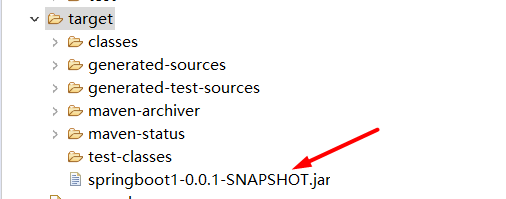 target
classes
generated-sources
generated-test-sources
maven-archiver
maven-status
test-classes
springboot1-0.0.1-SNAPSHOT.jar